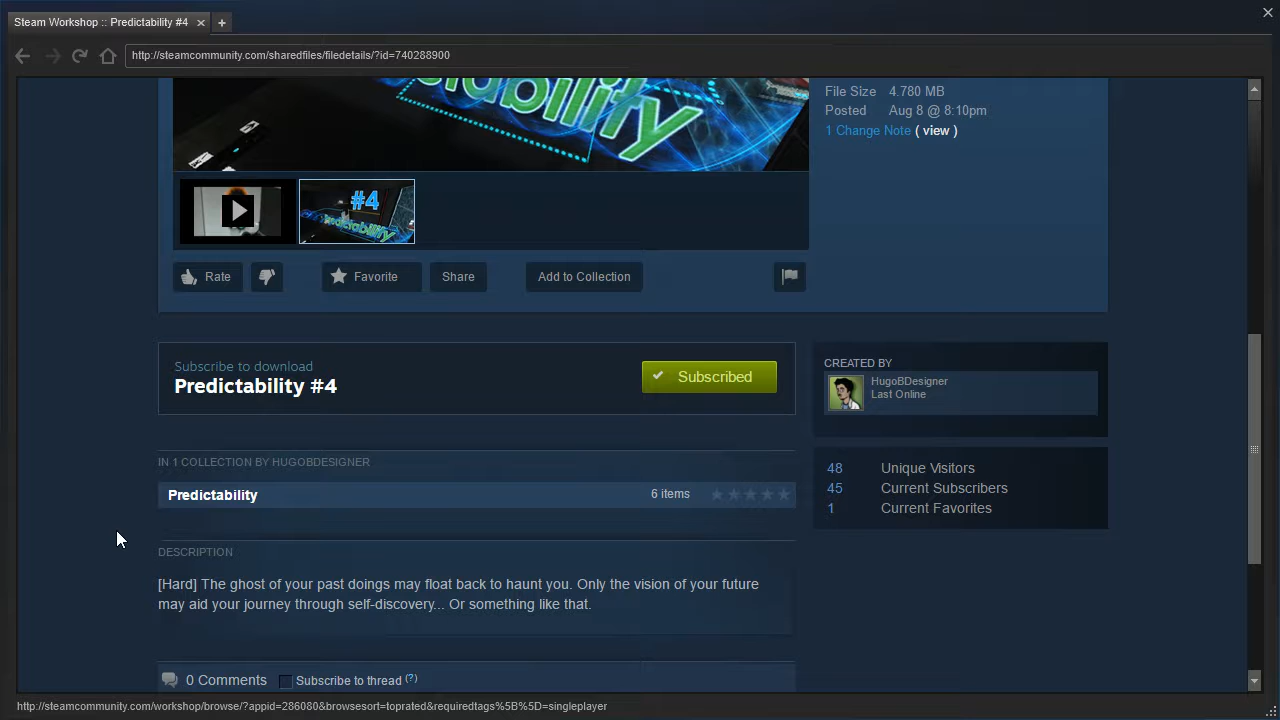 Steam Workshop :: Predictability #4
http://steamcommunity.com/sharedfiles/filedetails/?id=740288900
File Size 4.780 MB
Posted Aug 8 @ 8:10pm
1 Change Note ( view )
#4
Predictability
Rate
Favorite
Share
Add to Collection
Subscribe to download
Predictability #4
Subscribed
CREATED BY
HugoBDesigner
Last Online
IN 1 COLLECTION BY HUGOBDESIGNER
Predictability 6 items
48 Unique Visitors
45 Current Subscribers
1 Current Favorites
DESCRIPTION
[Hard] The ghost of your past doings may float back to haunt you. Only the vision of your future
may aid your journey through self-discovery... Or something like that.
0 Comments Subscribe to thread (?)
http://steamcommunity.com/workshop/browse/?appid=286080&browsesort=toprated&requiredtags%5B%5D=singleplayer